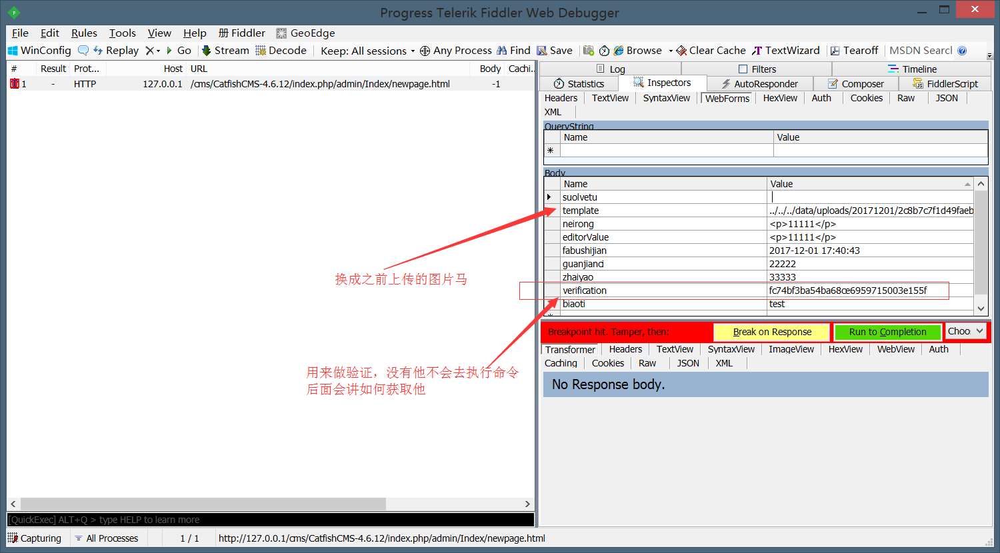 Progress Telerik Fiddler Web Debugger
File Edit Rules Tools View Help 册 Fiddler GeoEdge
WinConfig Replay Go Stream Decode Keep: All sessions Any Process Find Save Browse Clear Cache TextWizard Tearoff MSDN Searcl
# Result Prot... Host URL Body Cachi..
1 - HTTP 127.0.0.1 /cms/CatfishCMS-4.6.12/index.php/admin/Index/newpage.html -1
Log Filters Timeline
Statistics Inspectors AutoResponder Composer FiddlerScript
Headers TextView SyntaxView WebForms HexView Auth Cookies Raw JSON
XML
QueryString
Name Value
Body
Name Value
suolvetu
template ../../../data/uploads/20171201/2c8b7c7f1d49faeb
neirong <p>11111</p>
editorValue <p>11111</p>
fabushijian 2017-12-01 17:40:43
guanjianci 22222
zhaiyao 33333
verification fc74bf3ba54ba68ce6959715003e155f
biaoti test
换成之前上传的图片马
用来做验证，没有他不会去执行命令
后面会讲如何获取他
Breakpoint hit. Tamper, then: Break on Response Run to Completion Choo
Transformer Headers TextView SyntaxView ImageView HexView WebView Auth
Caching Cookies Raw JSON XML
No Response body.
[QuickExec] ALT+Q > type HELP to learn more
Capturing All Processes 1 / 1 http://127.0.0.1/cms/CatfishCMS-4.6.12/index.php/admin/Index/newpage.html